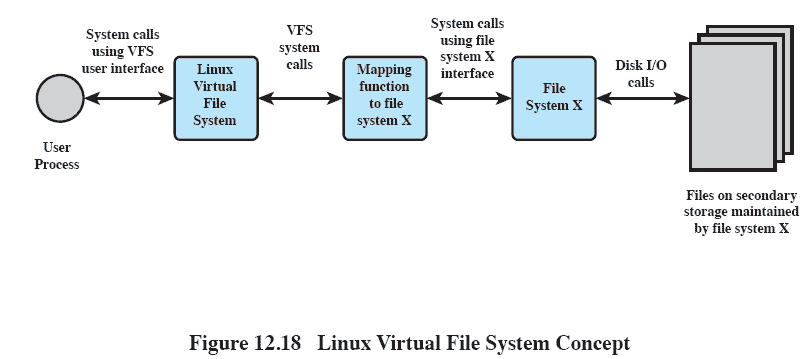 System calls
using VFS
user interface
VFS
system
calls
System calls
using file
system X
interface
Disk I/O
calls
Linux
Virtual
File
System
Mapping
function
to file
system X
File
System X
User
Process
Files on secondary
storage maintained
by file system X
Figure 12.18 Linux Virtual File System Concept